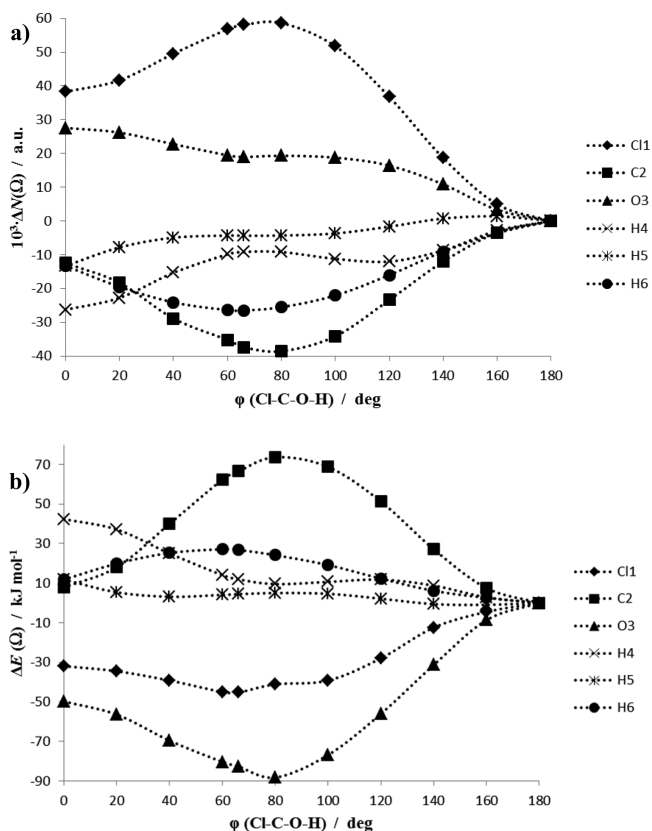 a)
10³·ΔN(Ω) / a.u.
60
50
40
30
20
10
0
-10
-20
-30
-40
0 20 40 60 80 100 120 140 160 180
φ (Cl-C-O-H) / deg
Cl1
C2
O3
H4
H5
H6
b)
ΔE (Ω) / kJ mol⁻¹
70
50
30
10
-10
-30
-50
-70
-90
0 20 40 60 80 100 120 140 160 180
φ (Cl-C-O-H) / deg
Cl1
C2
O3
H4
H5
H6